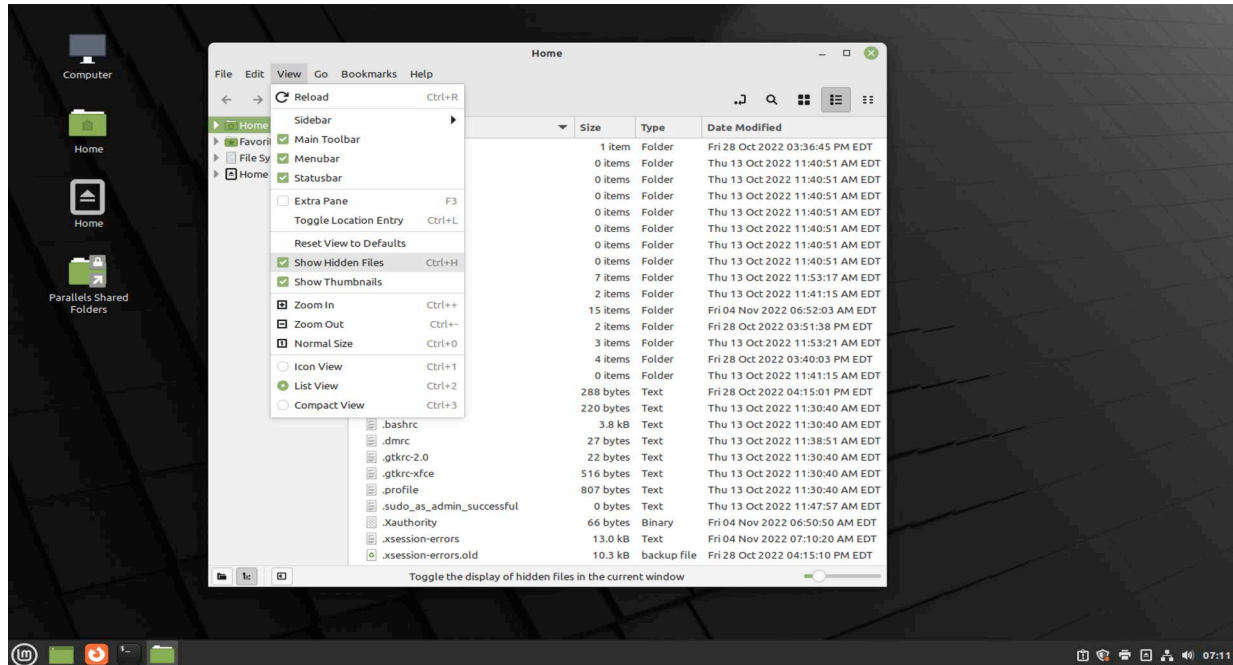 Computer
Home
Home
Parallels Shared
Folders
Home
File Edit View Go Bookmarks Help
Reload Ctrl+R
Sidebar
Main Toolbar
Menubar
Statusbar
Extra Pane F3
Toggle Location Entry Ctrl+L
Reset View to Defaults
Show Hidden Files Ctrl+H
Show Thumbnails
Zoom In Ctrl++
Zoom Out Ctrl+-
Normal Size Ctrl+0
Icon View Ctrl+1
List View Ctrl+2
Compact View Ctrl+3
Home
Favori
File Sy
Home
Size Type Date Modified
1 item Folder Fri 28 Oct 2022 03:36:45 PM EDT
0 items Folder Thu 13 Oct 2022 11:40:51 AM EDT
0 items Folder Thu 13 Oct 2022 11:40:51 AM EDT
0 items Folder Thu 13 Oct 2022 11:40:51 AM EDT
0 items Folder Thu 13 Oct 2022 11:40:51 AM EDT
0 items Folder Thu 13 Oct 2022 11:40:51 AM EDT
0 items Folder Thu 13 Oct 2022 11:40:51 AM EDT
0 items Folder Thu 13 Oct 2022 11:40:51 AM EDT
7 items Folder Thu 13 Oct 2022 11:53:17 AM EDT
2 items Folder Thu 13 Oct 2022 11:41:15 AM EDT
15 items Folder Fri 04 Nov 2022 06:52:03 AM EDT
2 items Folder Fri 28 Oct 2022 03:51:38 PM EDT
3 items Folder Thu 13 Oct 2022 11:53:21 AM EDT
4 items Folder Fri 28 Oct 2022 03:40:03 PM EDT
0 items Folder Thu 13 Oct 2022 11:41:15 AM EDT
288 bytes Text Fri 28 Oct 2022 04:15:01 PM EDT
220 bytes Text Thu 13 Oct 2022 11:30:40 AM EDT
.bashrc 3.8 kB Text Thu 13 Oct 2022 11:30:40 AM EDT
.dmrc 27 bytes Text Thu 13 Oct 2022 11:38:51 AM EDT
.gtkrc-2.0 22 bytes Text Thu 13 Oct 2022 11:30:40 AM EDT
.gtkrc-xfce 516 bytes Text Thu 13 Oct 2022 11:30:40 AM EDT
.profile 807 bytes Text Thu 13 Oct 2022 11:30:40 AM EDT
.sudo_as_admin_successful 0 bytes Text Thu 13 Oct 2022 11:47:57 AM EDT
.Xauthority 66 bytes Binary Fri 04 Nov 2022 06:50:50 AM EDT
.xsession-errors 13.0 kB Text Fri 04 Nov 2022 07:10:20 AM EDT
.xsession-errors.old 10.3 kB backup file Fri 28 Oct 2022 04:15:10 PM EDT
Toggle the display of hidden files in the current window
07:11